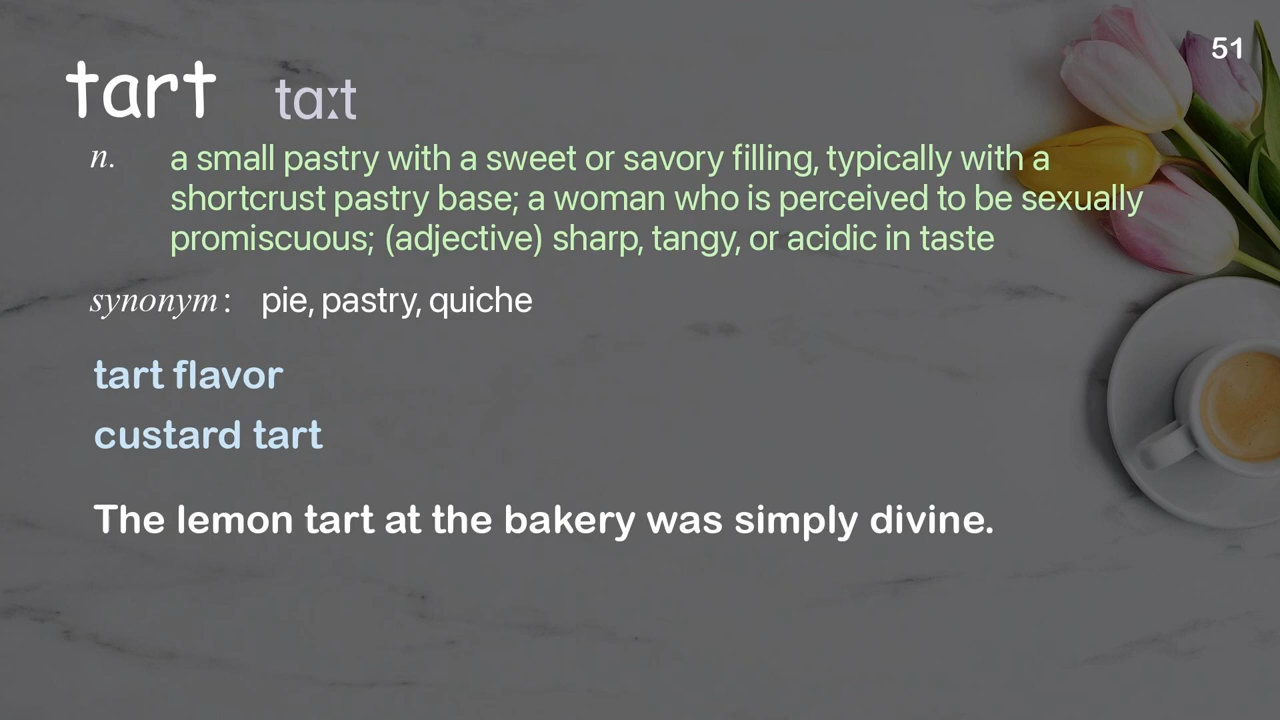 51
tart tɑːt
n. a small pastry with a sweet or savory filling, typically with a
shortcrust pastry base; a woman who is perceived to be sexually
promiscuous; (adjective) sharp, tangy, or acidic in taste
synonym: pie, pastry, quiche
tart flavor
custard tart
The lemon tart at the bakery was simply divine.